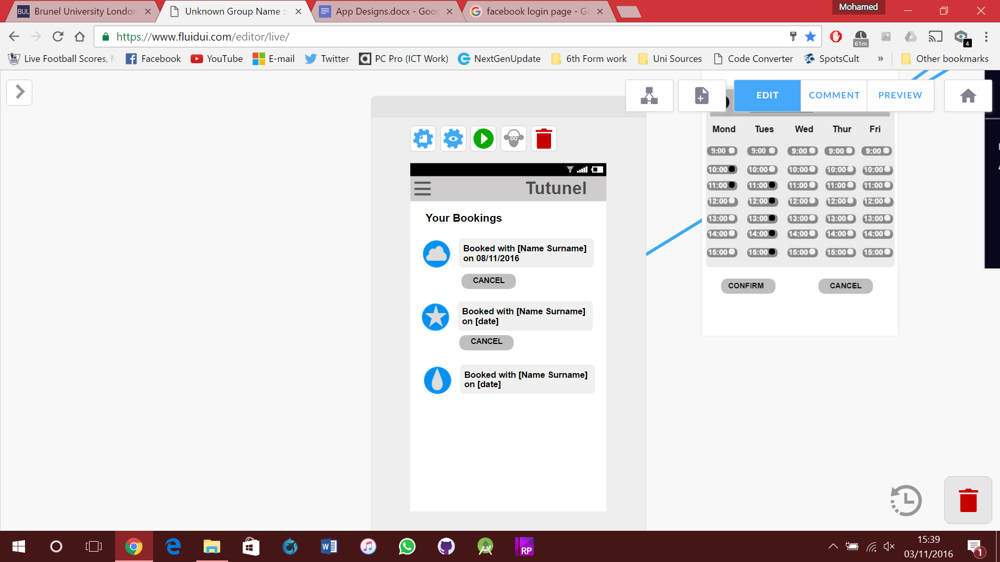 Mohamed
BUL Brunel University London
Unknown Group Name ::
App Designs.docx - Goog
facebook login page - Go
https://www.fluidui.com/editor/live/
61m
4
Live Football Scores,
Facebook
YouTube
E-mail
Twitter
PC Pro (ICT Work)
NextGenUpdate
6th Form work
Uni Sources
Code Converter
SpotsCult
»
Other bookmarks
EDIT
COMMENT
PREVIEW
Tutunel
Your Bookings
Booked with [Name Surname]
on 08/11/2016
CANCEL
Booked with [Name Surname]
on [date]
CANCEL
Booked with [Name Surname]
on [date]
Mond Tues Wed Thur Fri
9:00 9:00 9:00 9:00 9:00
10:00 10:00 10:00 10:00 10:00
11:00 11:00 11:00 11:00 11:00
12:00 12:00 12:00 12:00 12:00
13:00 13:00 13:00 13:00 13:00
14:00 14:00 14:00 14:00 14:00
15:00 15:00 15:00 15:00 15:00
CONFIRM CANCEL
RP
15:39
03/11/2016
1